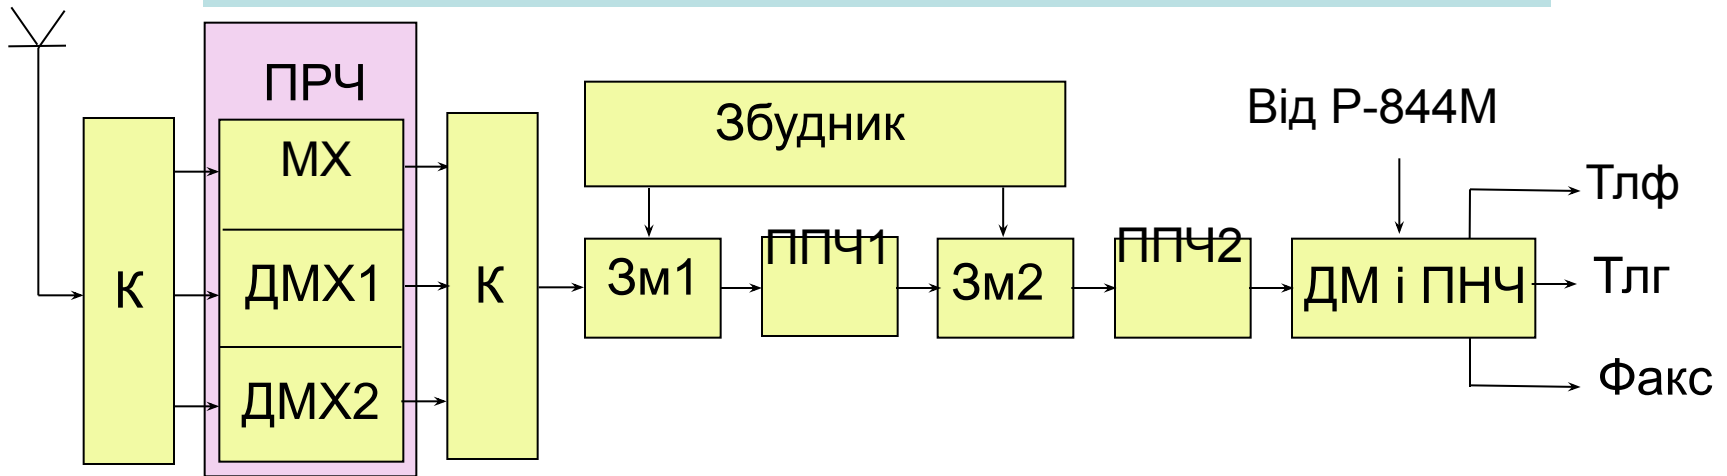 ПРЧ
Збудник
Від Р-844М
МХ
Тлф
К
ДМХ1
К
Зм1
ППЧ1
Зм2
ППЧ2
ДМ і ПНЧ
Тлг
ДМХ2
Факс